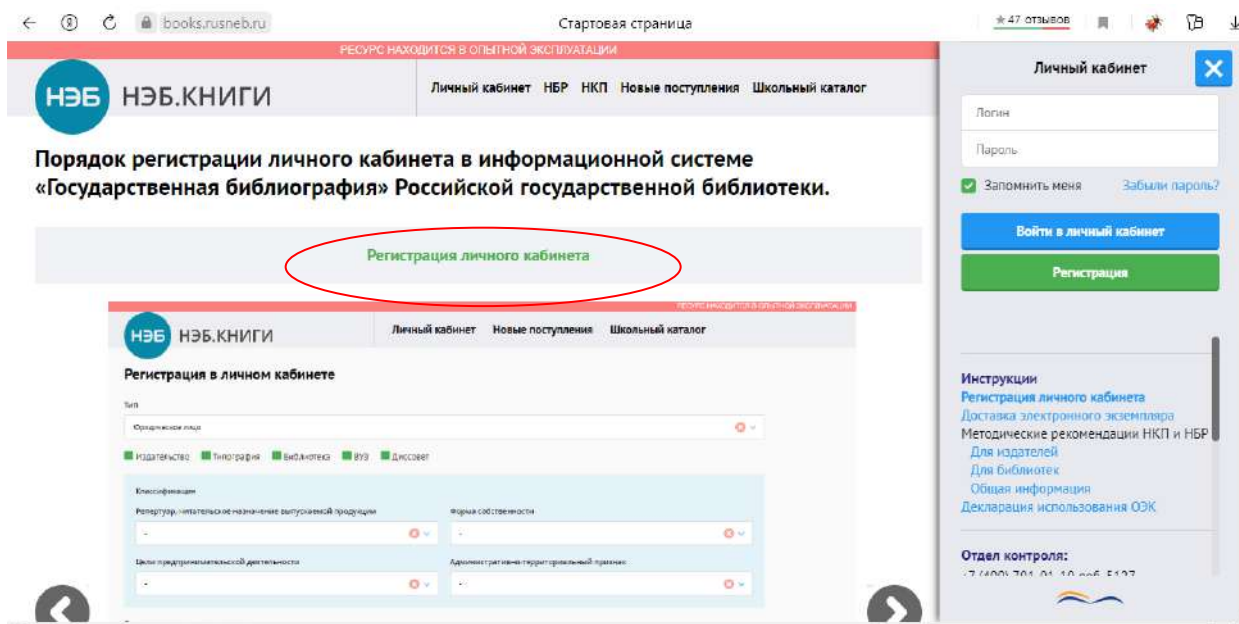 books.rusneb.ru
Стартовая страница
47 отзывов
РЕСУРС НАХОДИТСЯ В ОПЫТНОЙ ЭКСПЛУАТАЦИИ
НЭБ НЭБ.КНИГИ
Личный кабинет НБР НКП Новые поступления Школьный каталог
Порядок регистрации личного кабинета в информационной системе
«Государственная библиография» Российской государственной библиотеки.
Регистрация личного кабинета
РЕСУРС НАХОДИТСЯ В ОПЫТНОЙ ЭКСПЛУАТАЦИИ
НЭБ НЭБ.КНИГИ
Личный кабинет Новые поступления Школьный каталог
Регистрация в личном кабинете
Тип
Юридическое лицо
Издательство Типография Библиотека ВУЗ Диссовет
Классификация
Репертуар, читательское назначение выпускаемой продукции
Форма собственности
-
-
Цели предпринимательской деятельности
Административно-территориальный признак
-
-
Личный кабинет
Логин
Пароль
Запомнить меня Забыли пароль?
Войти в личный кабинет
Регистрация
Инструкции
Регистрация личного кабинета
Доставка электронного экземпляра
Методические рекомендации НКП и НБР
Для издателей
Для библиотек
Общая информация
Декларация использования ОЭК
Отдел контроля: